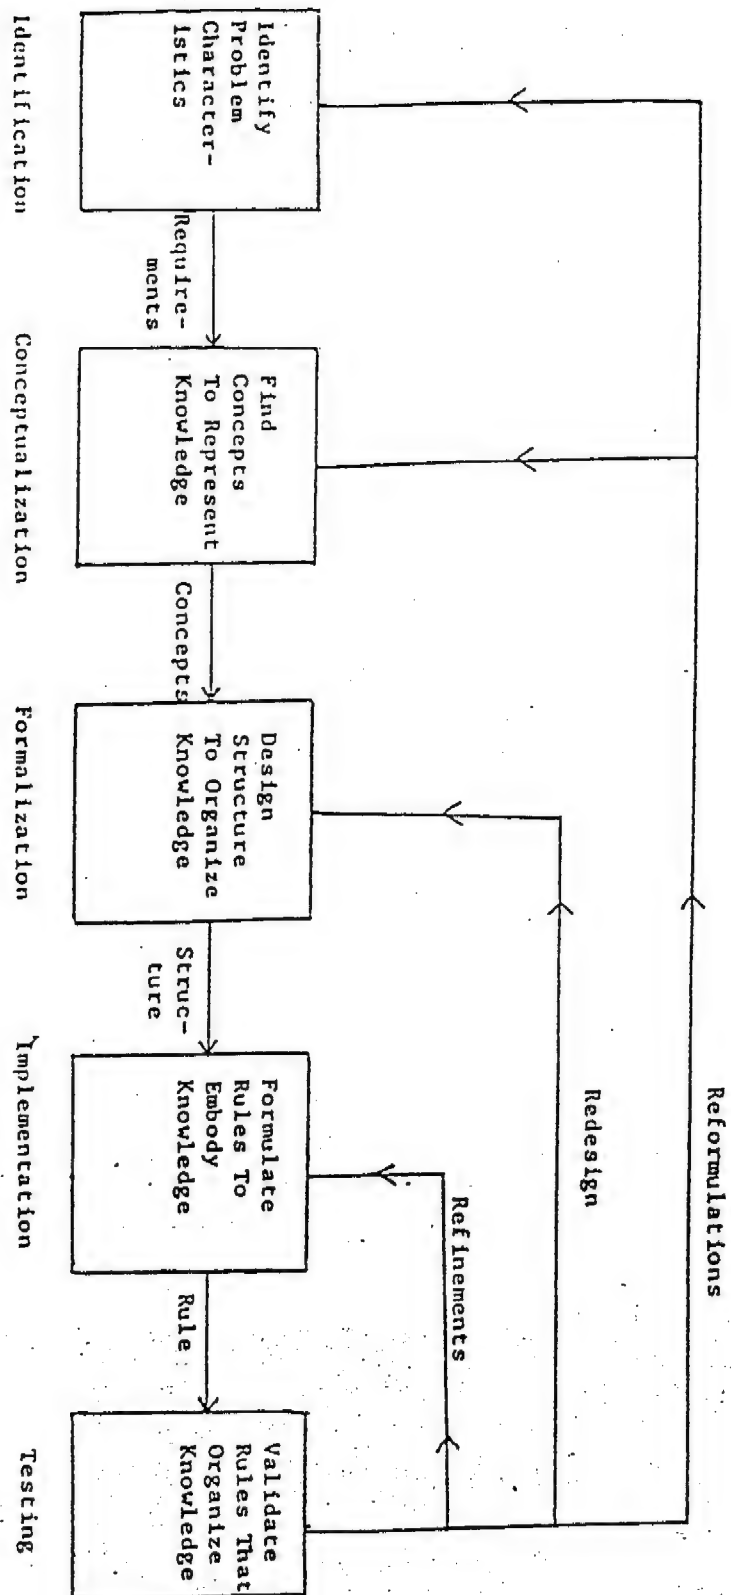 Reformulations
Redesign
Refinements
Identify
Problem
Character-
istics
Require-
ments
Find
Concepts
To Represent
Knowledge
Concepts
Design
Structure
To Organize
Knowledge
Struc-
ture
Formulate
Rules To
Embody
Knowledge
Rule
Validate
Rules That
Organize
Knowledge
Identification
Conceptualization
Formalization
Implementation
Testing